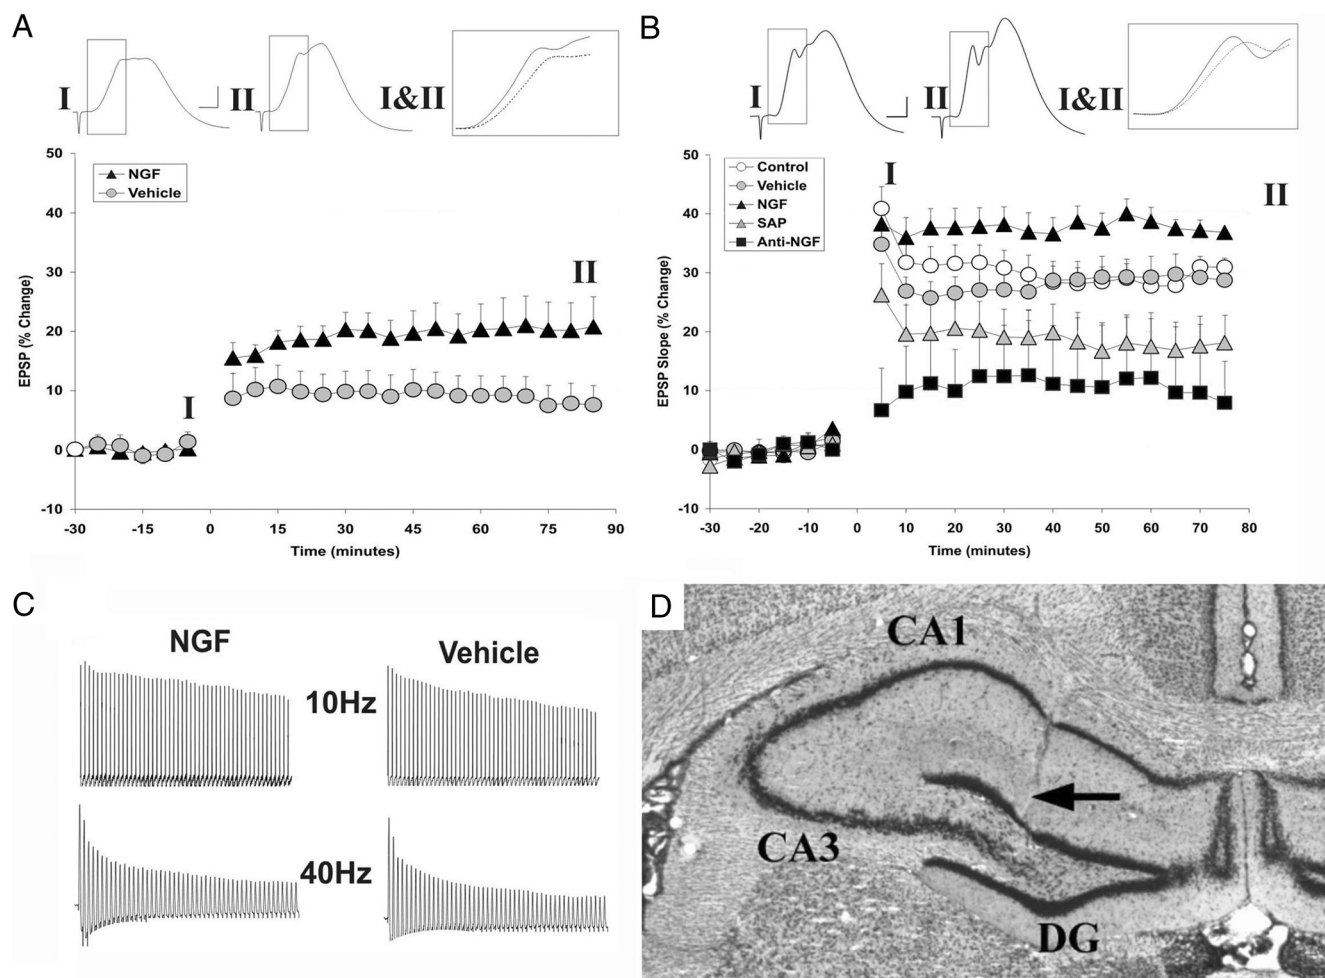 A
I
II
I&II
NGF
Vehicle
I
II
EPSP (% Change)
50
40
30
20
10
0
-10
-30 -15 0 15 30 45 60 75 90
Time (minutes)
B
I
II
I&II
Control
Vehicle
NGF
SAP
Anti-NGF
I
II
EPSP Slope (% Change)
50
40
30
20
10
0
-10
-30 -20 -10 0 10 20 30 40 50 60 70 80
Time (minutes)
C
NGF
Vehicle
10Hz
40Hz
D
CA1
CA3
DG